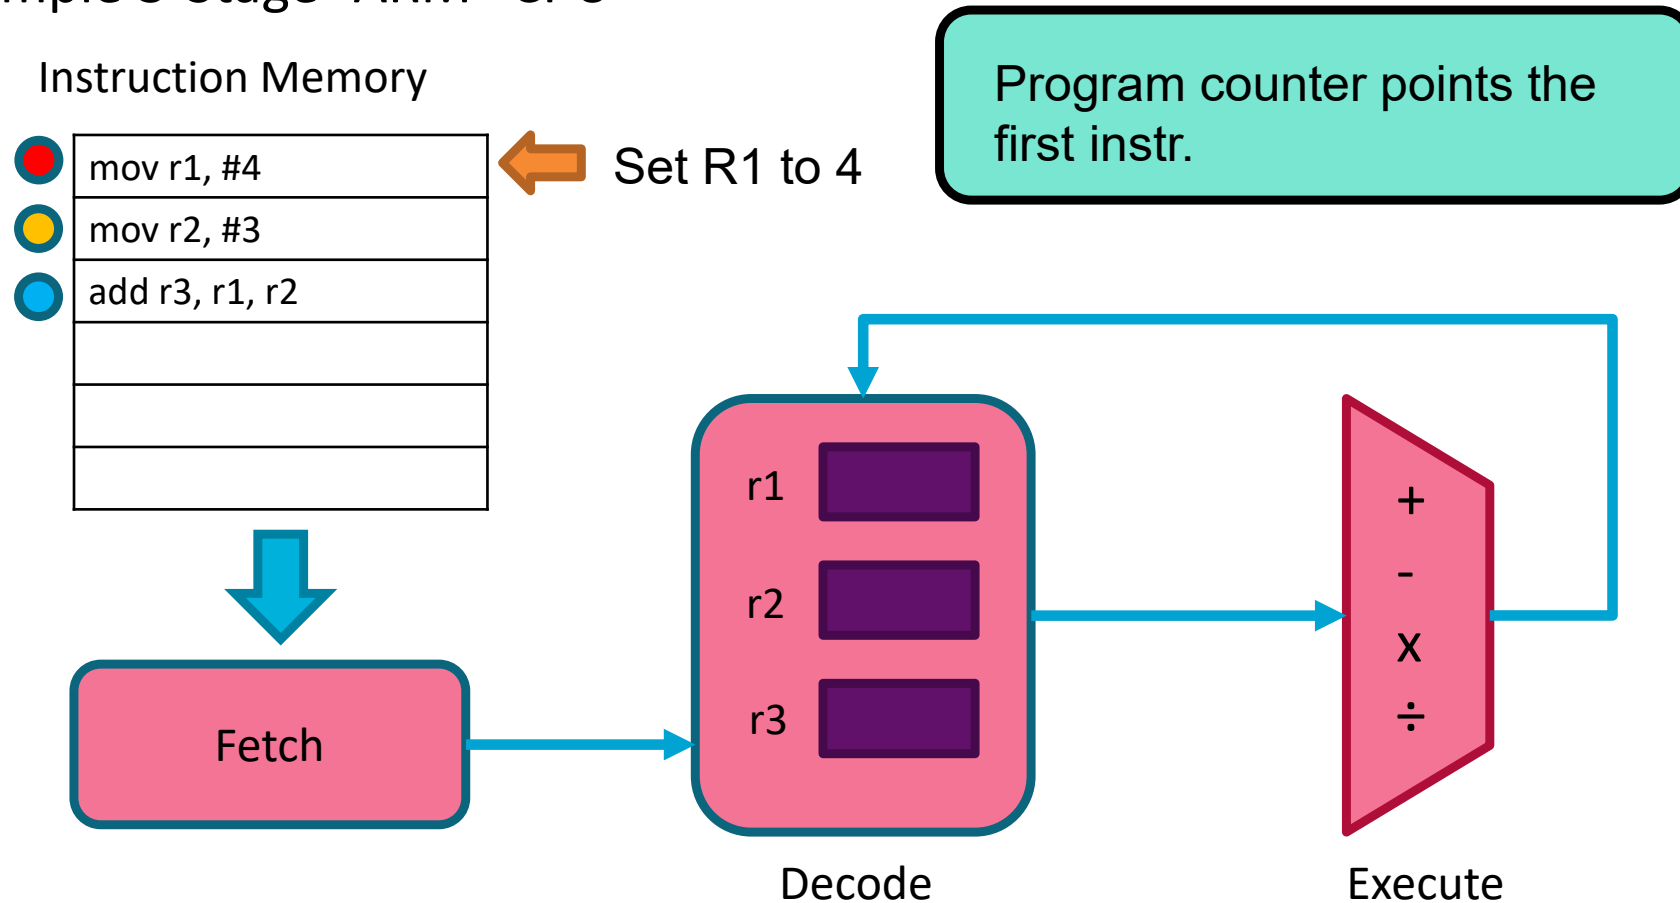 Instruction Memory
Program counter points the
first instr.
mov r1, #4
Set R1 to 4
mov r2, #3
add r3, r1, r2
r1
r2
r3
+
-
x
÷
Fetch
Decode
Execute